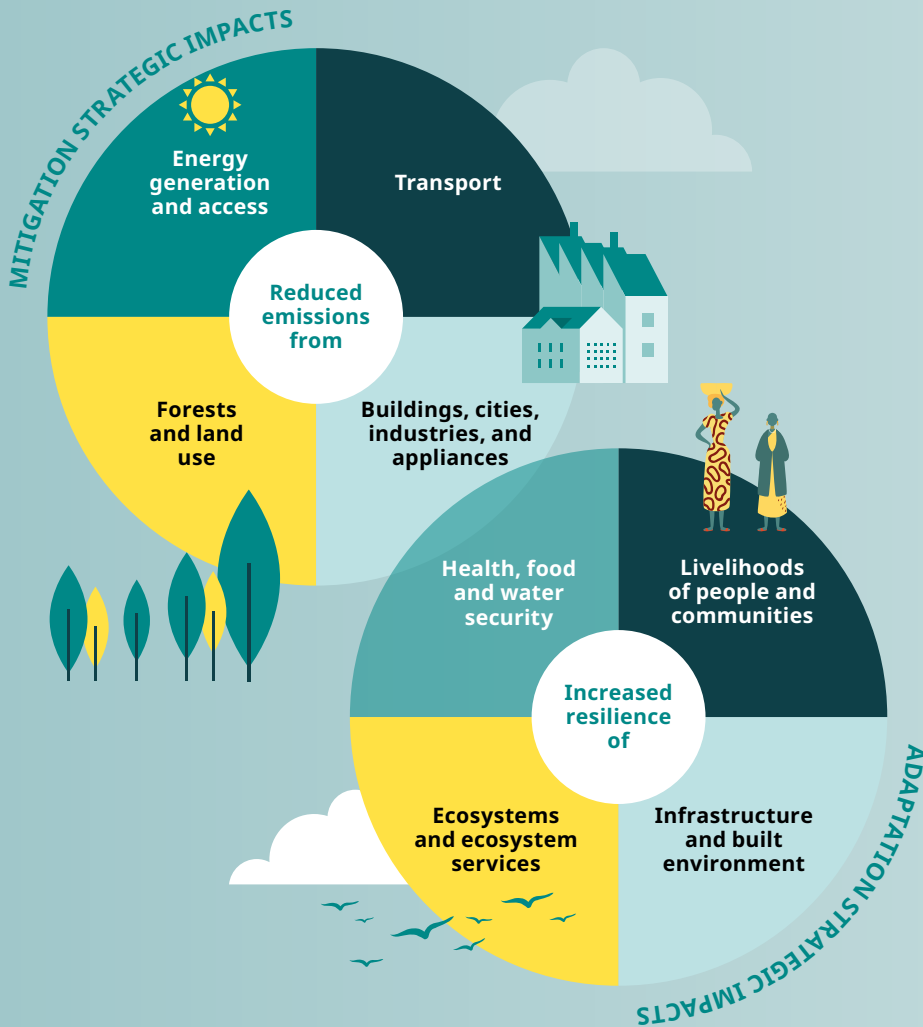 MITIGATION STRATEGIC IMPACTS
Energy
generation
and access
Transport
Reduced
emissions
from
Forests
and land
use
Buildings, cities,
industries, and
appliances
Health, food
and water
security
Livelihoods
of people and
communities
Increased
resilience
of
Ecosystems
and ecosystem
services
Infrastructure
and built
environment
ADAPTATION STRATEGIC IMPACTS